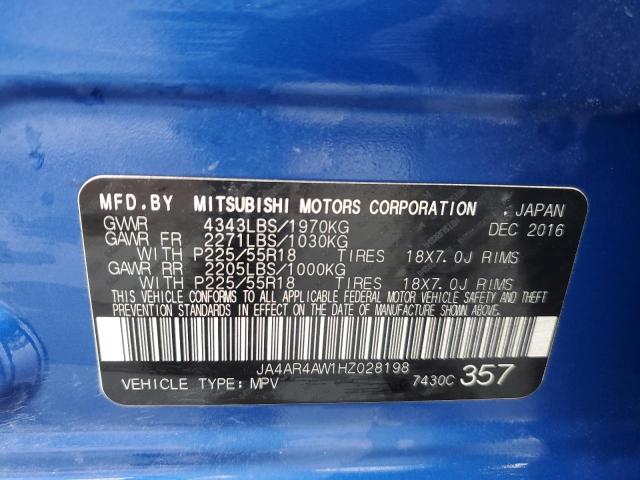 MFD.BY MITSUBISHI MOTORS CORPORATION , JAPAN
GVWR 4343LBS/1970KG DEC 2016
GAWR FR 2271LBS/1030KG
WITH P225/55R18 TIRES 18X7.0J RIMS
GAWR RR 2205LBS/1000KG
WITH P225/55R18 TIRES 18X7.0J RIMS
THIS VEHICLE CONFORMS TO ALL APPLICABLE FEDERAL MOTOR VEHICLE SAFETY AND THEFT
PREVENTION STANDARDS IN EFFECT ON THE DATE OF MANUFACTURE SHOWN ABOVE.
JA4AR4AW1HZ028198
VEHICLE TYPE: MPV 7430C 357